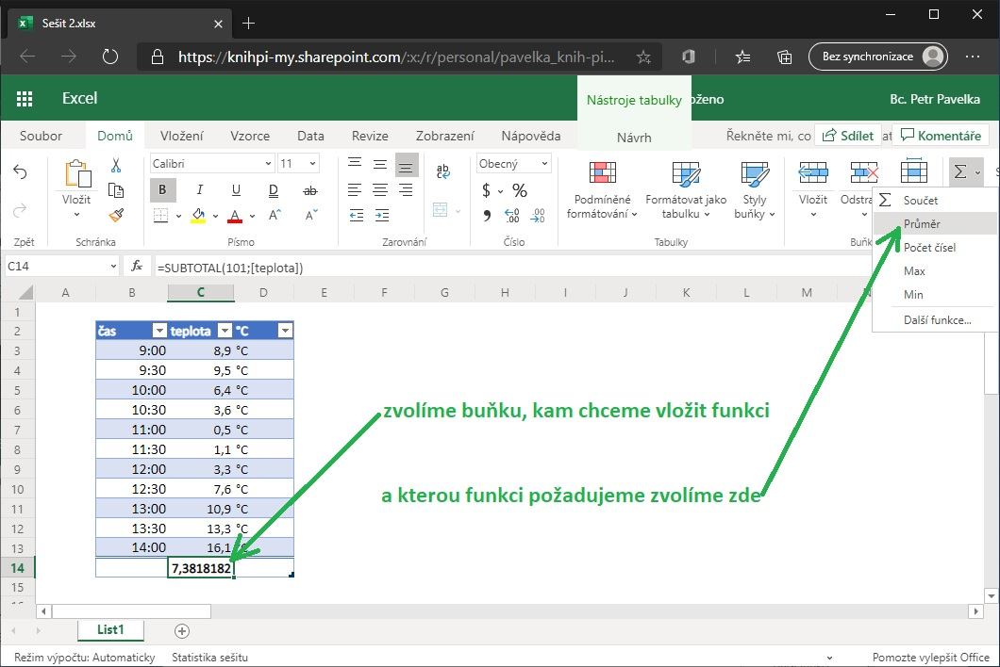 Sešit 2.xlsx
https://knihpi-my.sharepoint.com/:x:/r/personal/pavelka_knih-pi...
Bez synchronizace
Excel
Nástroje tabulky
Bc. Petr Pavelka
Soubor Domů Vložení Vzorce Data Revize Zobrazení Nápověda Návrh Řekněte mi, co Sdílet Komentáře
Calibri 11 Obecný
Vložit
B I U D ab
Podmíněné formátování
Formátovat jako tabulku
Styly buňky
Vložit
$ %
A A A
Zpět Schránka Písmo Zarovnání Číslo Tabulky
Součet
Průměr
Počet čísel
Max
Min
Další funkce...
C14 fx =SUBTOTAL(101;[teplota])
A B C D E F G H I J K L M
1
2 čas teplota °C
3 9:00 8,9 °C
4 9:30 9,5 °C
5 10:00 6,4 °C
6 10:30 3,6 °C
7 11:00 0,5 °C
8 11:30 1,1 °C
9 12:00 3,3 °C
10 12:30 7,6 °C
11 13:00 10,9 °C
12 13:30 13,3 °C
13 14:00 16,1
14 7,3818182
15
zvolíme buňku, kam chceme vložit funkci
a kterou funkci požadujeme zvolíme zde
List1
Režim výpočtu: Automaticky Statistika sešitu Pomozte vylepšit Office